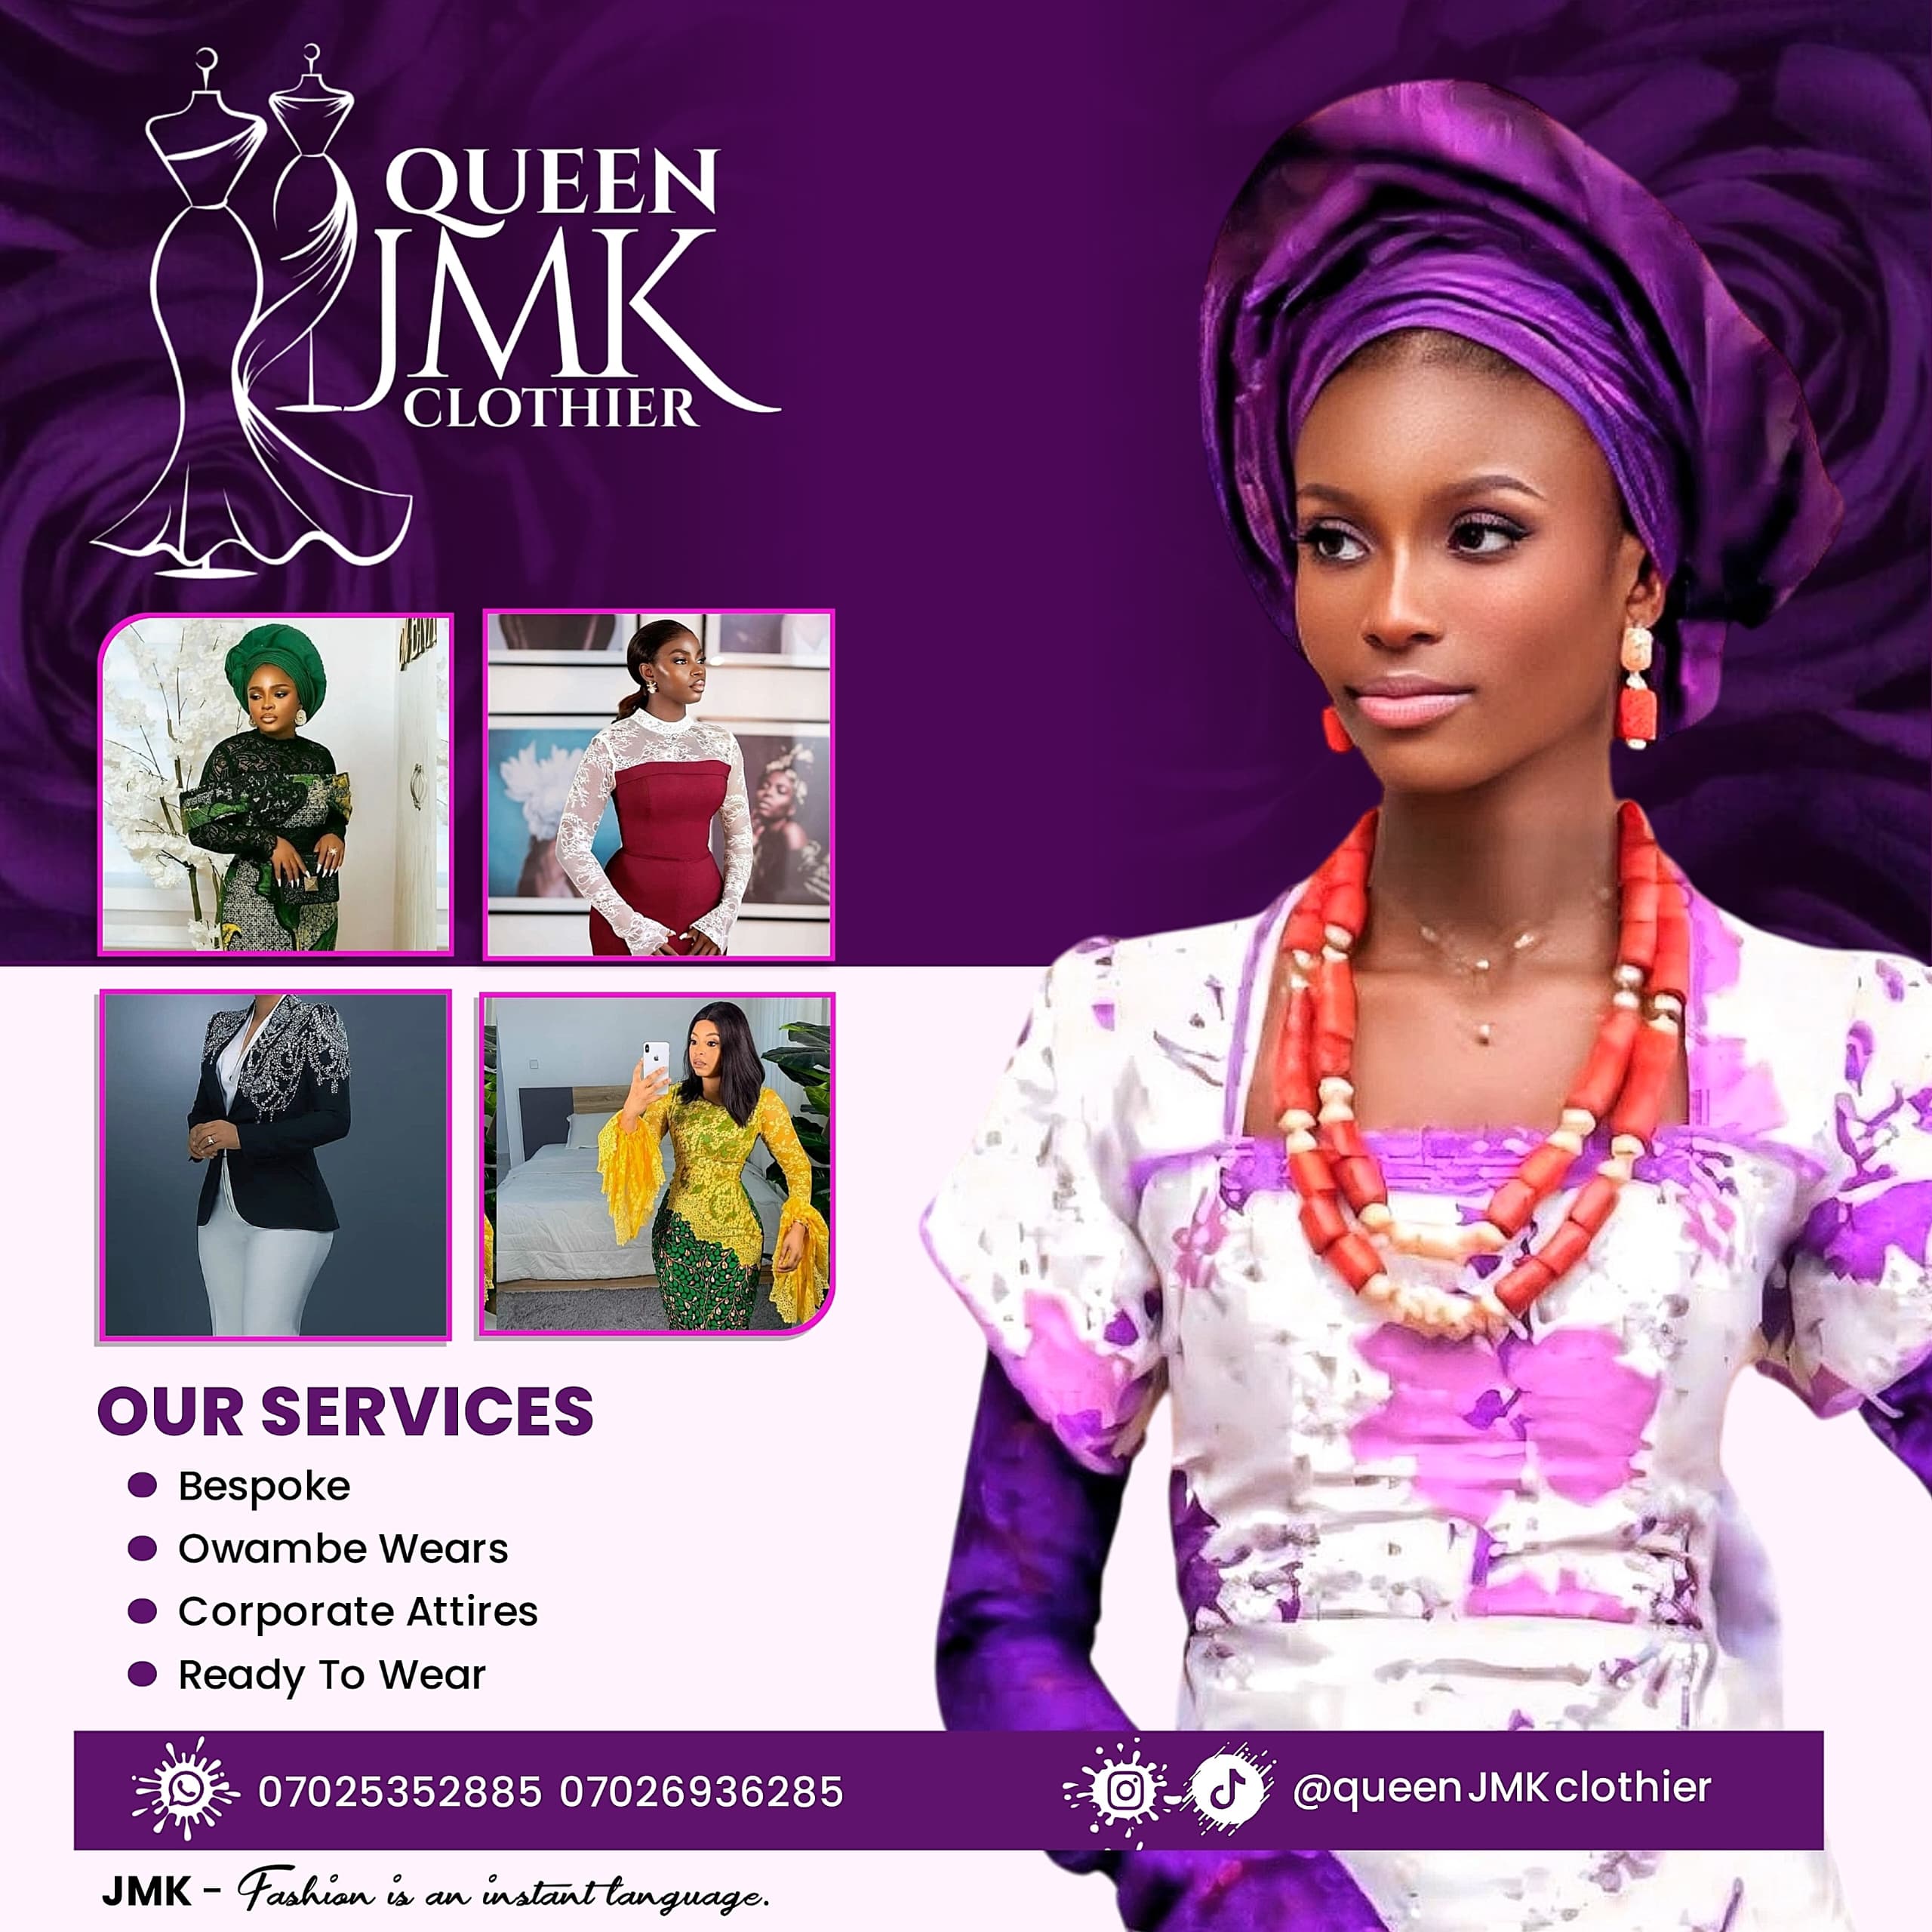 QUEEN
JMK
CLOTHIER
OUR SERVICES
Bespoke
Owambe Wears
Corporate Attires
Ready To Wear
07025352885 07026936285
@queenJMKclothier
JMK - Fashion is an instant language.